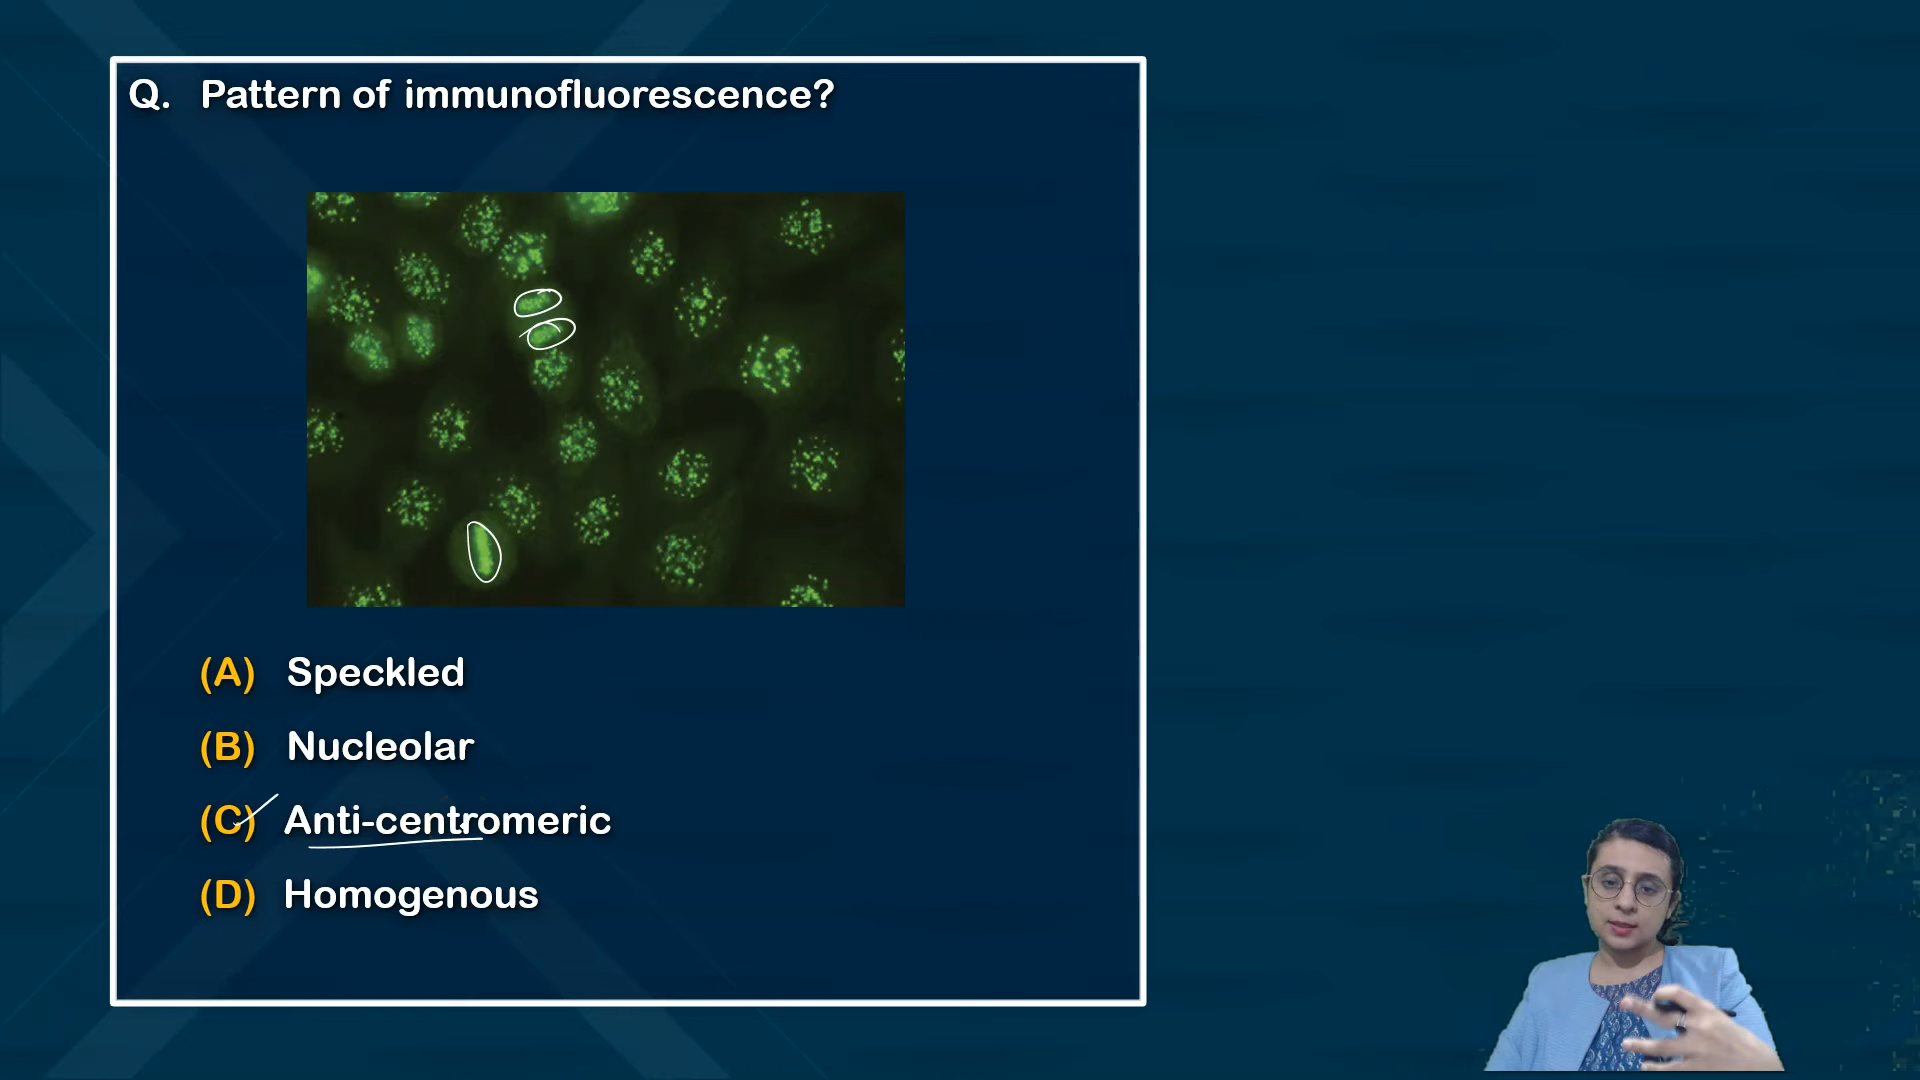 Q. Pattern of immunofluorescence?
(A) Speckled
(B) Nucleolar
(C) Anti-centromeric
(D) Homogenous